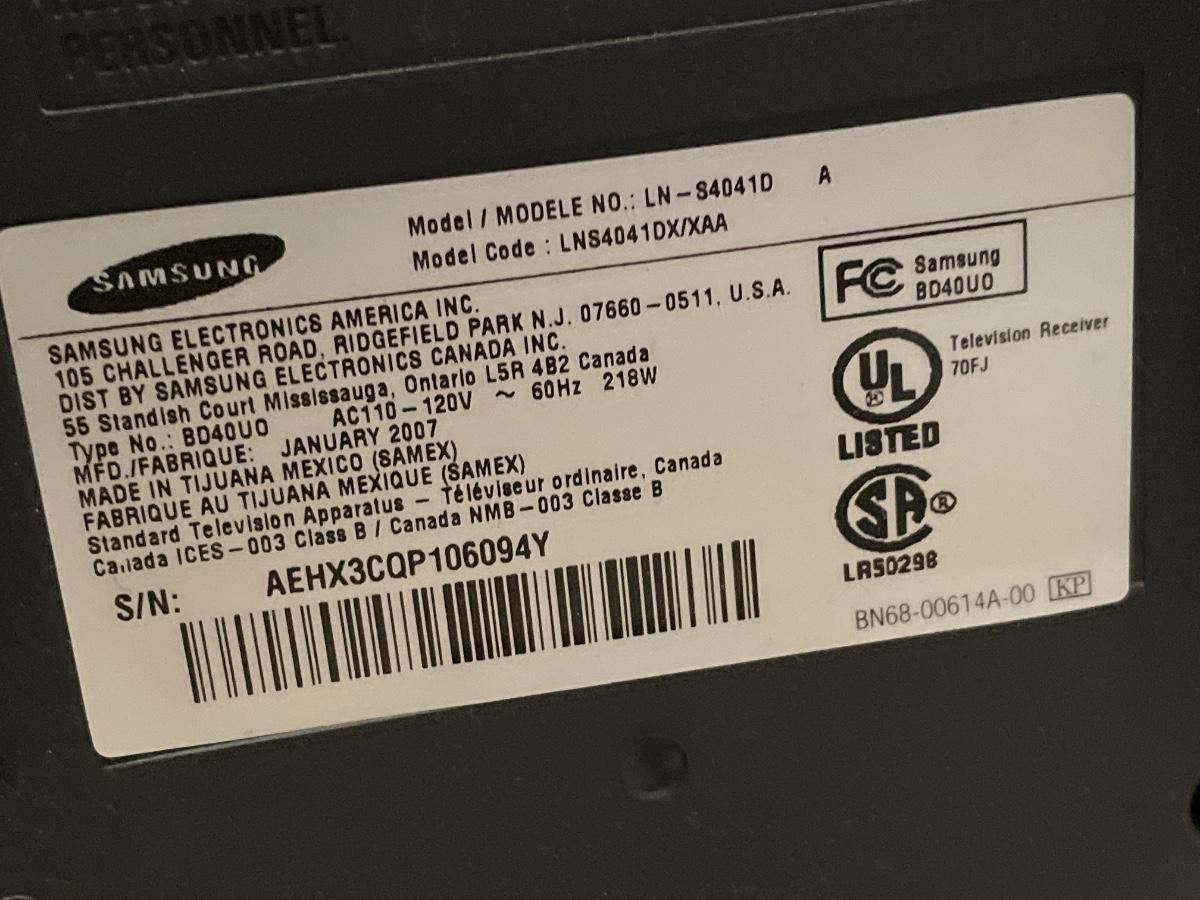 PERSONNEL.
SAMSUNG
Model / MODELE NO.: LN-S4041D A
Model Code : LNS4041DX/XAA
SAMSUNG ELECTRONICS AMERICA INC.
105 CHALLENGER ROAD, RIDGEFIELD PARK N.J. 07660-0511, U.S.A.
DIST BY SAMSUNG ELECTRONICS CANADA INC.
55 Standish Court Mississauga, Ontario L5R 4B2 Canada
Type No.: BD40UO AC110-120V ~ 60Hz 218W
MFD./FABRIQUE: JANUARY 2007
MADE IN TIJUANA MEXICO (SAMEX)
FABRIQUE AU TIJUANA MEXIQUE (SAMEX)
Standard Television Apparatus - Téléviseur ordinaire, Canada
Canada ICES-003 Class B / Canada NMB-003 Classe B
S/N: AEHX3CQP106094Y
FC Samsung
BD40UO
UL Television Receiver
70FJ
LISTED
SA ®
LR50298
BN68-00614A-00 KP